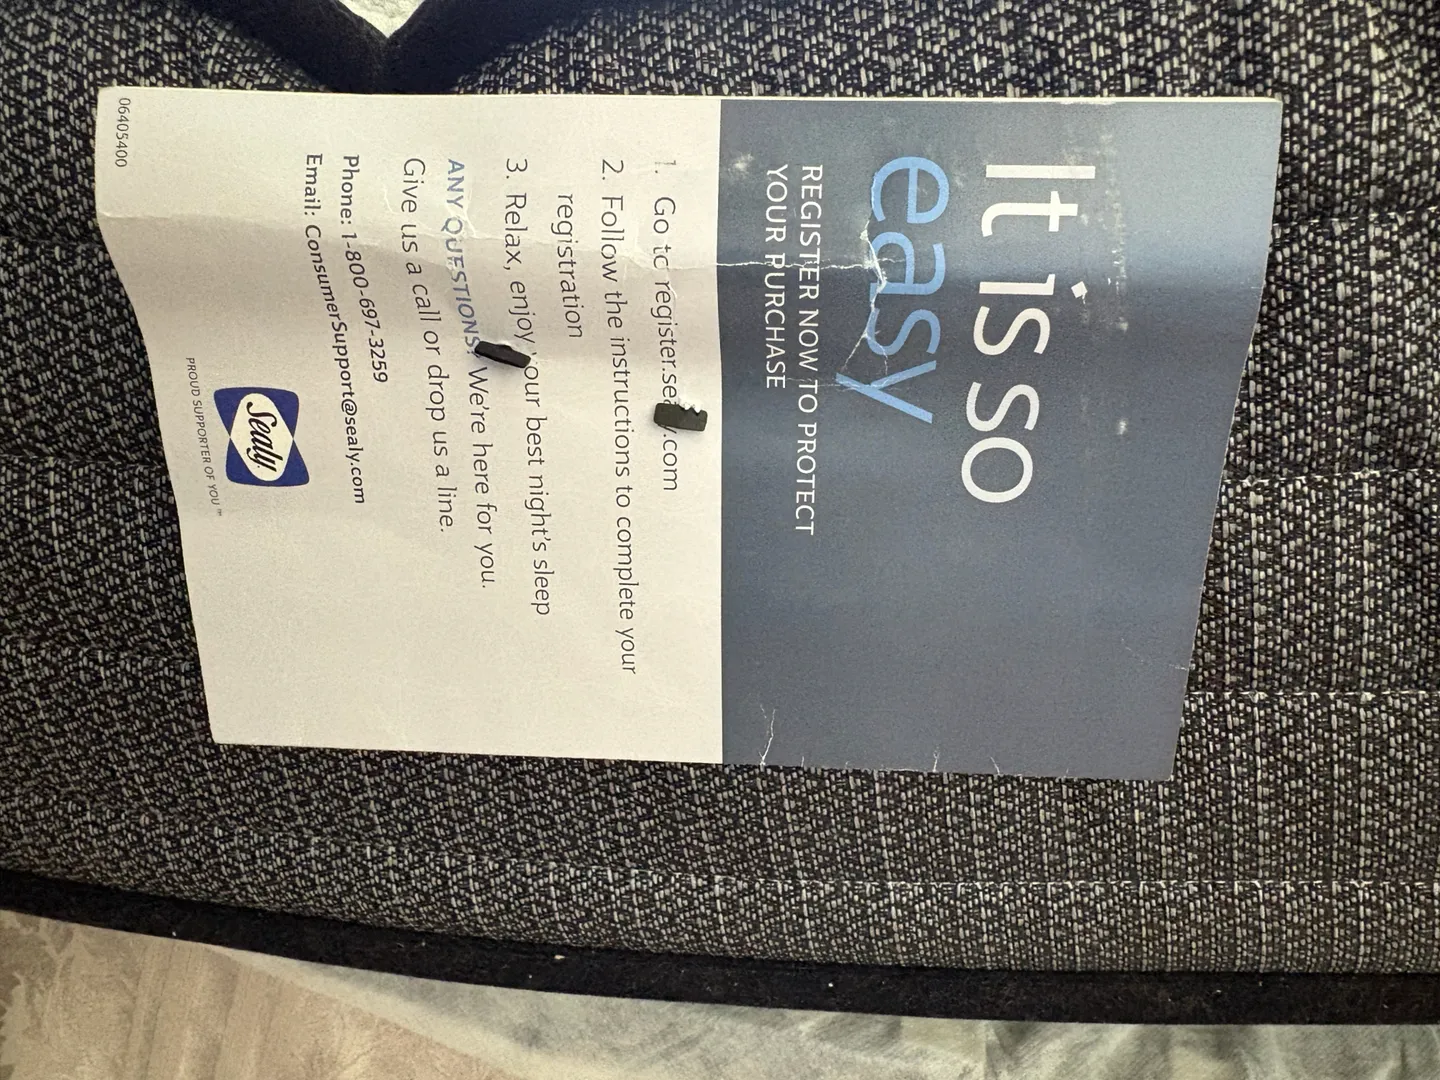 It is so
easy
REGISTER NOW TO PROTECT
YOUR PURCHASE
1. Go to register.sea y.com
2. Follow the instructions to complete your
registration
3. Relax, enjoy our best night's sleep
ANY QUESTIONS? We're here for you.
Give us a call or drop us a line.
Phone: 1-800-697-3259
Email: ConsumerSupport@sealy.com
Sealy
PROUD SUPPORTER OF YOU™
06405400